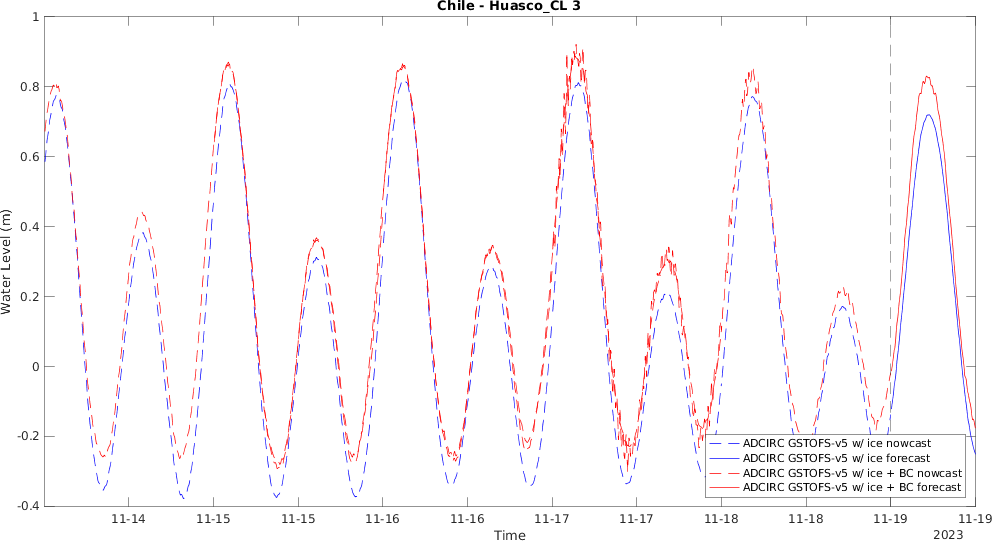 Chile - Huasco_CL 3
Water Level (m)
1
0.8
0.6
0.4
0.2
0
-0.2
-0.4
ADCIRC GSTOFS-v5 w/ ice nowcast
ADCIRC GSTOFS-v5 w/ ice forecast
ADCIRC GSTOFS-v5 w/ ice + BC nowcast
ADCIRC GSTOFS-v5 w/ ice + BC forecast
11-14 11-15 11-15 11-16 11-16 11-17 11-17 11-18 11-18 11-19 11-19
Time
2023